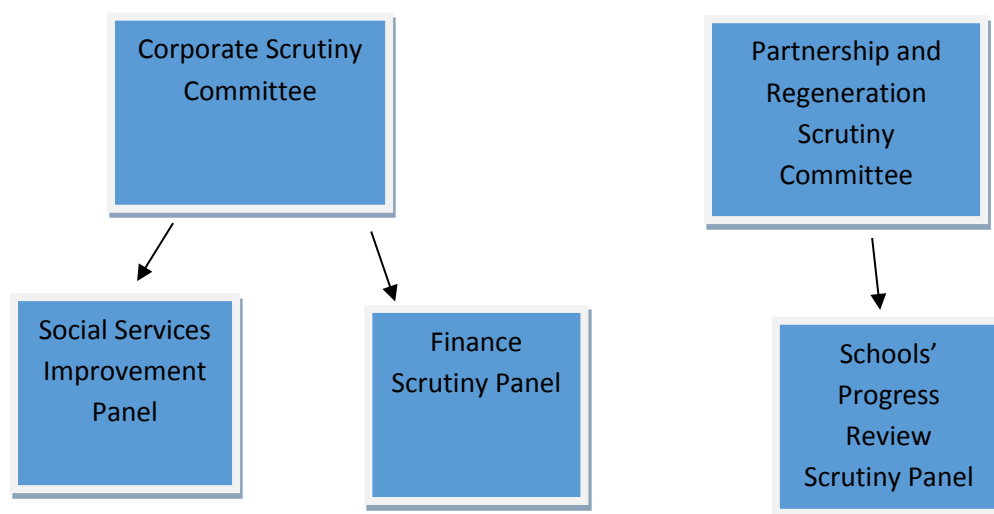 Corporate Scrutiny
Committee
Partnership and
Regeneration
Scrutiny
Committee
Social Services
Improvement
Panel
Finance
Scrutiny Panel
Schools’
Progress
Review
Scrutiny Panel